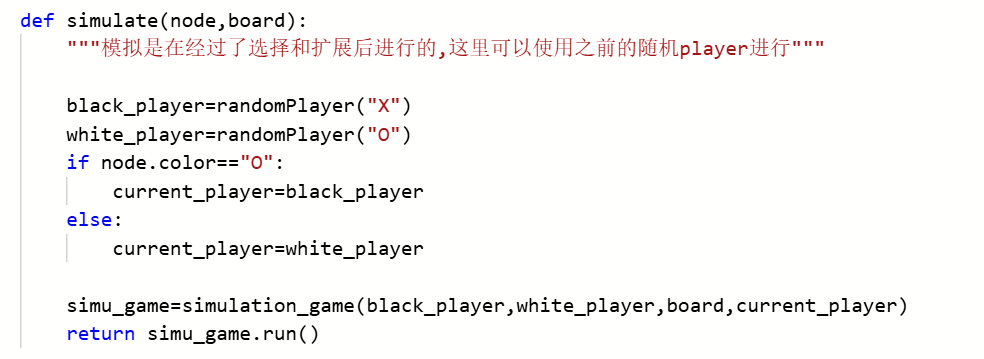 def simulate(node,board):
    """模拟是在经过了选择和扩展后进行的,这里可以使用之前的随机player进行"""
    black_player=randomPlayer("X")
    white_player=randomPlayer("O")
    if node.color=="O":
        current_player=black_player
    else:
        current_player=white_player
    simu_game=simulation_game(black_player,white_player,board,current_player)
    return simu_game.run()